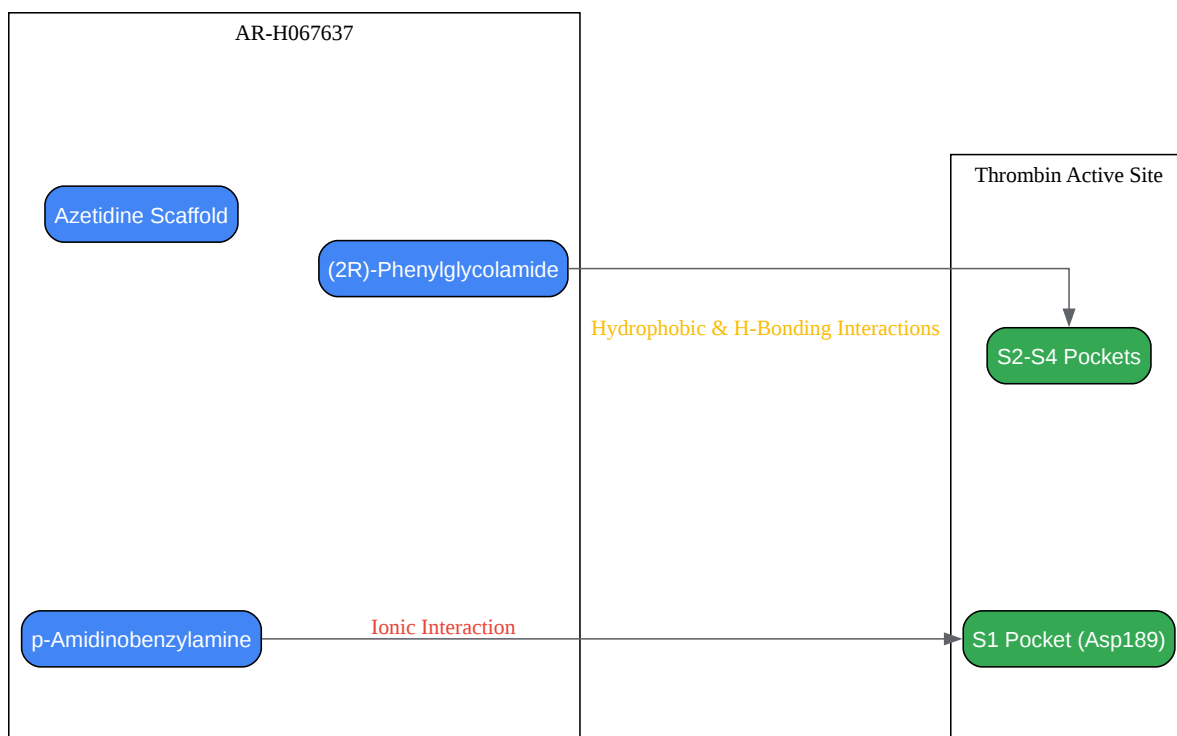 AR-H067637
Thrombin Active Site
Azetidine Scaffold
(2R)-Phenylglycolamide
Hydrophobic & H-Bonding Interactions
S2-S4 Pockets
p-Amidinobenzylamine
Ionic Interaction
S1 Pocket (Asp189)